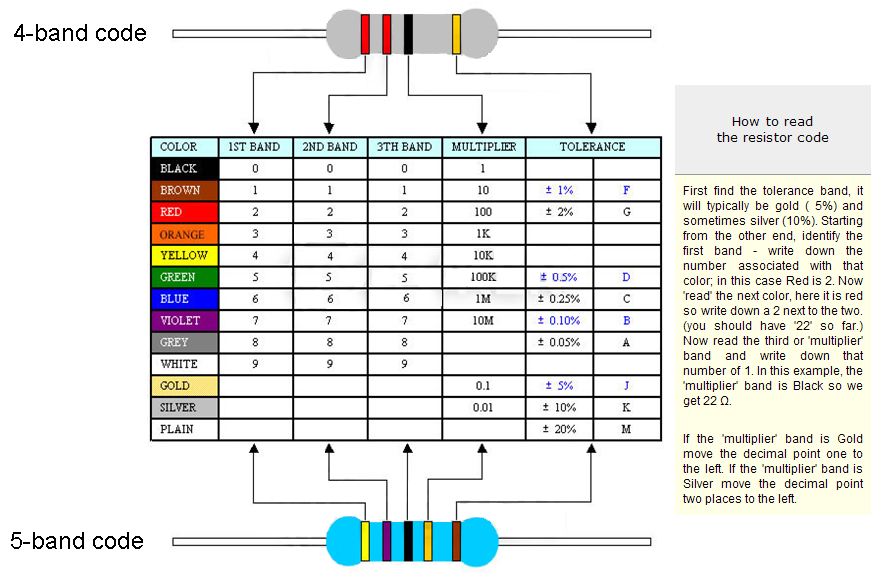 4-band code
COLOR 1ST BAND 2ND BAND 3TH BAND MULTIPLIER TOLERANCE
BLACK 0 0 0 1
BROWN 1 1 1 10 ± 1% F
RED 2 2 2 100 ± 2% G
ORANGE 3 3 3 1K
YELLOW 4 4 4 10K
GREEN 5 5 5 100K ± 0.5% D
BLUE 6 6 6 1M ± 0.25% C
VIOLET 7 7 7 10M ± 0.10% B
GREY 8 8 8 ± 0.05% A
WHITE 9 9 9
GOLD 0.1 ± 5% J
SILVER 0.01 ± 10% K
PLAIN ± 20% M
5-band code
How to read
the resistor code
First find the tolerance band, it
will typically be gold ( 5%) and
sometimes silver (10%). Starting
from the other end, identify the
first band - write down the
number associated with that
color; in this case Red is 2. Now
'read' the next color, here it is red
so write down a 2 next to the two.
(you should have '22' so far.)
Now read the third or 'multiplier'
band and write down that
number of 1. In this example, the
'multiplier' band is Black so we
get 22 Ω.
If the 'multiplier' band is Gold
move the decimal point one to
the left. If the 'multiplier' band is
Silver move the decimal point
two places to the left.